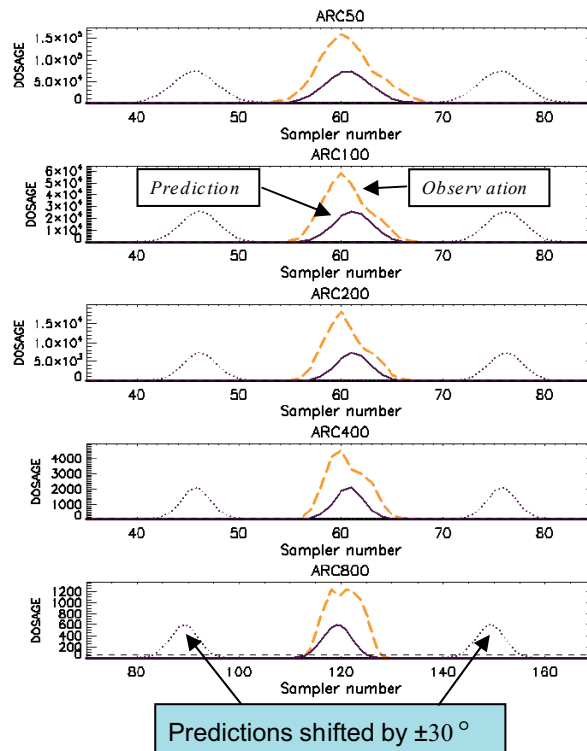 ARC50
DOSAGE
1.5×10⁵
1.0×10⁵
5.0×10⁴
0
40 50 60 70 80
Sampler number
ARC100
DOSAGE
6×10⁴
5×10⁴
4×10⁴
3×10⁴
2×10⁴
1×10⁴
0
Prediction
Observation
40 50 60 70 80
Sampler number
ARC200
DOSAGE
1.5×10⁴
1.0×10⁴
5.0×10³
0
40 50 60 70 80
Sampler number
ARC400
DOSAGE
4000
3000
2000
1000
0
40 50 60 70 80
Sampler number
ARC800
DOSAGE
1200
900
600
400
200
0
80 100 120 140 160
Sampler number
Predictions shifted by ±30°